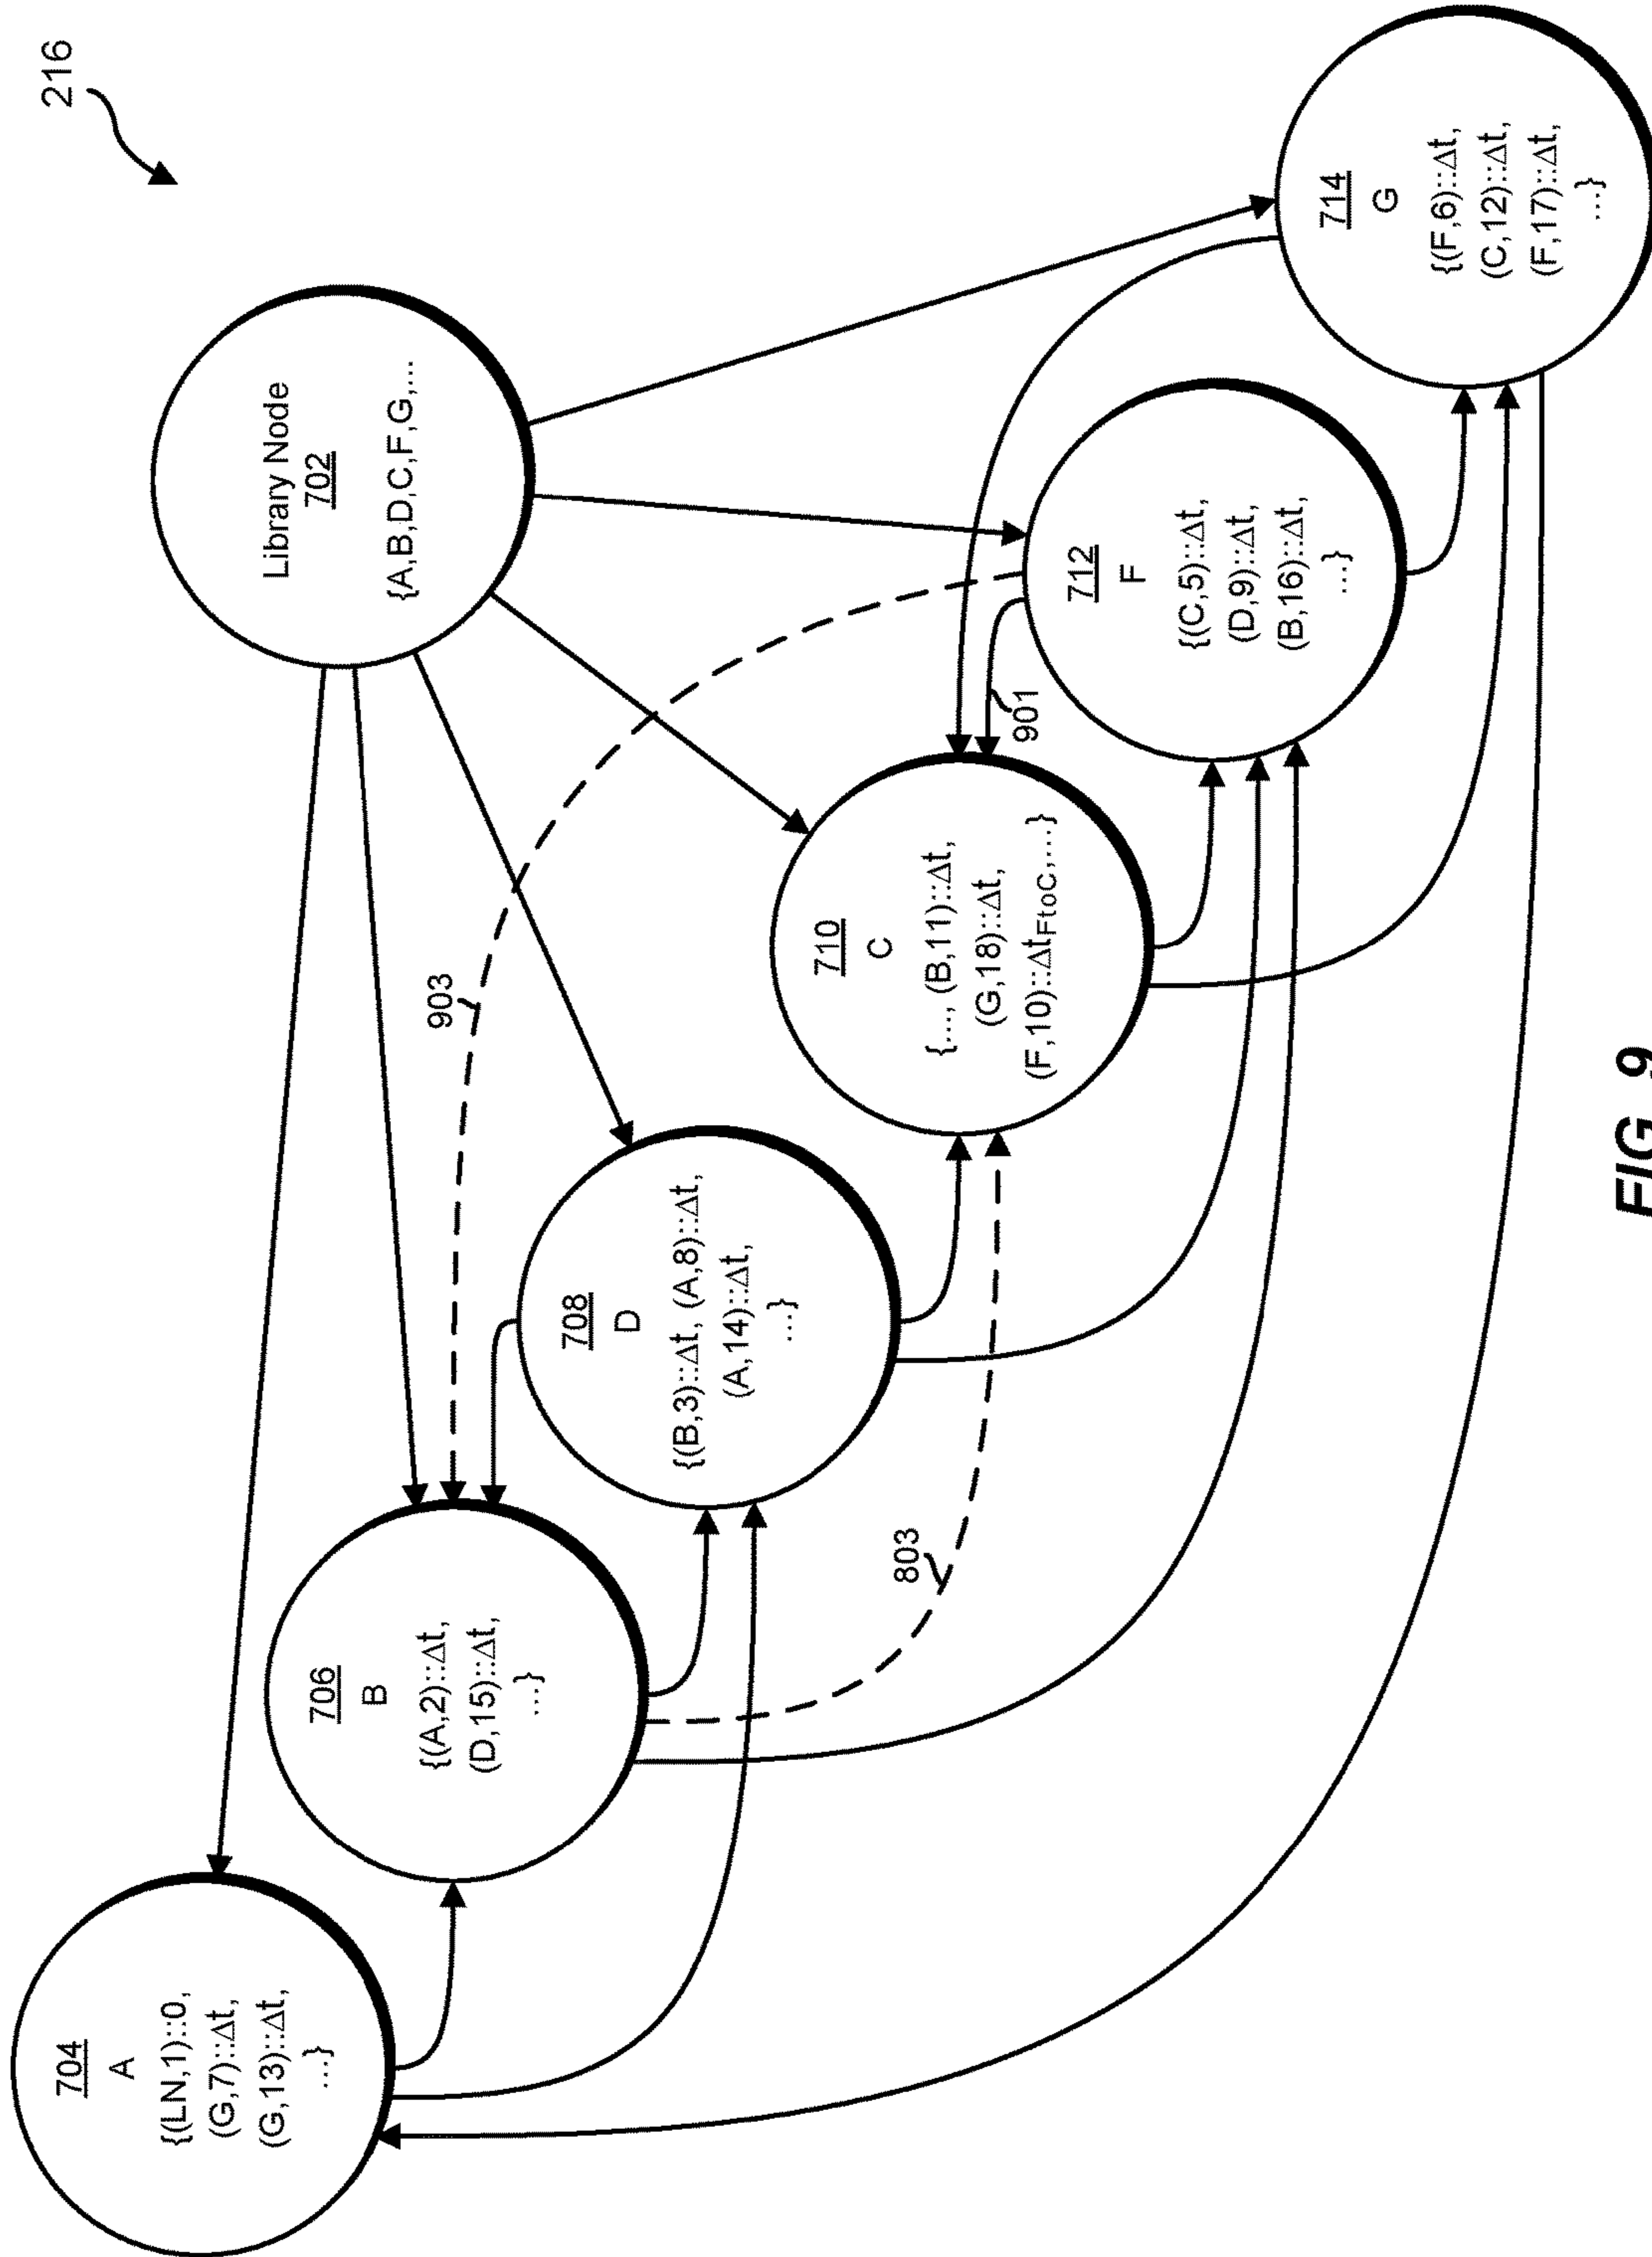 216
Library Node
702
{A,B,D,C,F,G,...
704
A
{(LN,1)::0,
(G,7)::Δt,
(G,13)::Δt,
...}
706
B
{(A,2)::Δt,
(D,15)::Δt,
...}
903
708
D
{(B,3)::Δt, (A,8)::Δt,
(A,14)::Δt,
...}
803
710
C
{..., (B,11)::Δt,
(G,18)::Δt,
(F,10)::ΔtFtoC,...}
901
712
F
{(C,5)::Δt,
(D,9)::Δt,
(B,16)::Δt,
...}
714
G
{(F,6)::Δt,
(C,12)::Δt,
(F,17)::Δt,
...}
FIG. 9